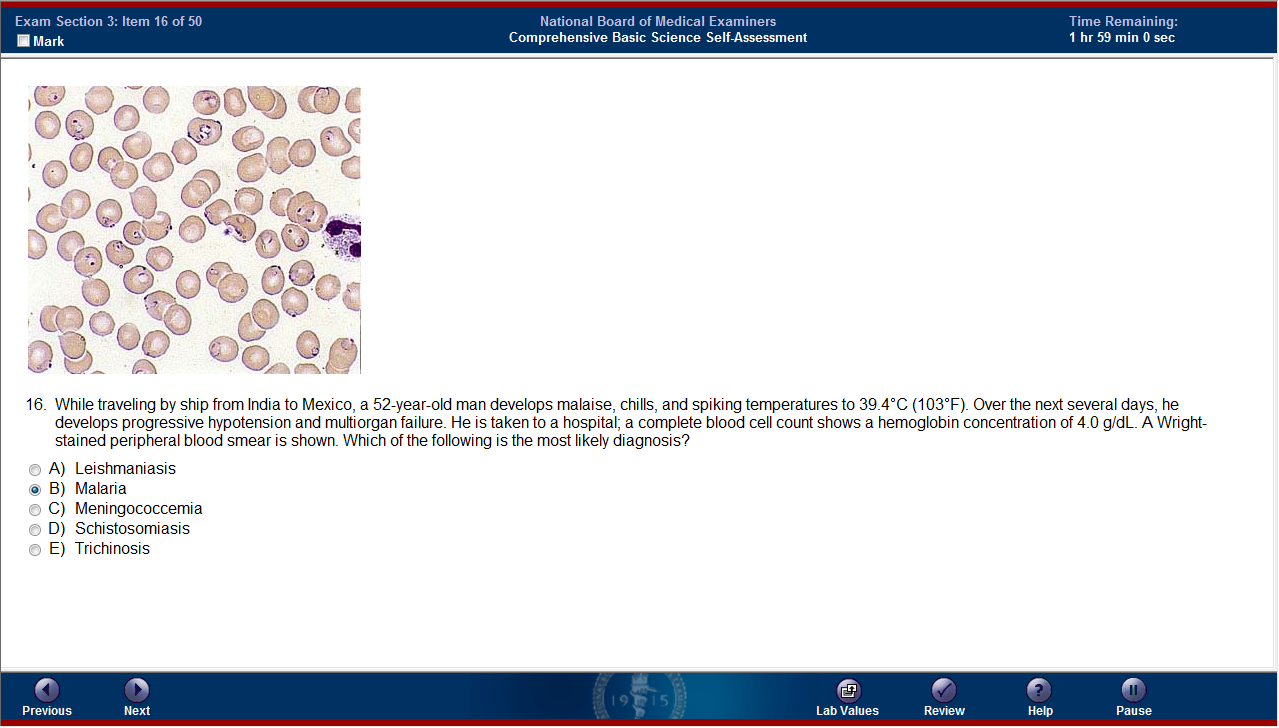 Exam Section 3: Item 16 of 50
National Board of Medical Examiners
Time Remaining:
Mark
Comprehensive Basic Science Self-Assessment
1 hr 59 min 0 sec
16. While traveling by ship from India to Mexico, a 52-year-old man develops malaise, chills, and spiking temperatures to 39.4°C (103°F). Over the next several days, he
develops progressive hypotension and multiorgan failure. He is taken to a hospital; a complete blood cell count shows a hemoglobin concentration of 4.0 g/dL. A Wright-
stained peripheral blood smear is shown. Which of the following is the most likely diagnosis?
A) Leishmaniasis
B) Malaria
C) Meningococcemia
D) Schistosomiasis
E) Trichinosis
1915
Previous
Next
Lab Values
Review
Help
Pause